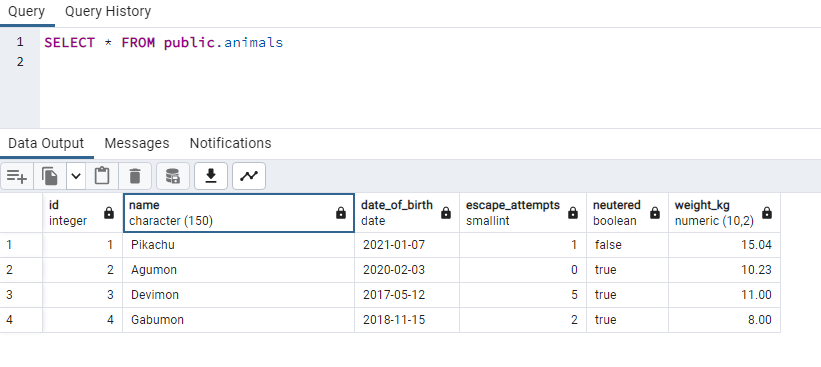 Query Query History
1 SELECT * FROM public.animals
2
Data Output Messages Notifications
id name date_of_birth escape_attempts neutered weight_kg
integer character (150) date smallint boolean numeric (10,2)
1 1 Pikachu 2021-01-07 1 false 15.04
2 2 Agumon 2020-02-03 0 true 10.23
3 3 Devimon 2017-05-12 5 true 11.00
4 4 Gabumon 2018-11-15 2 true 8.00